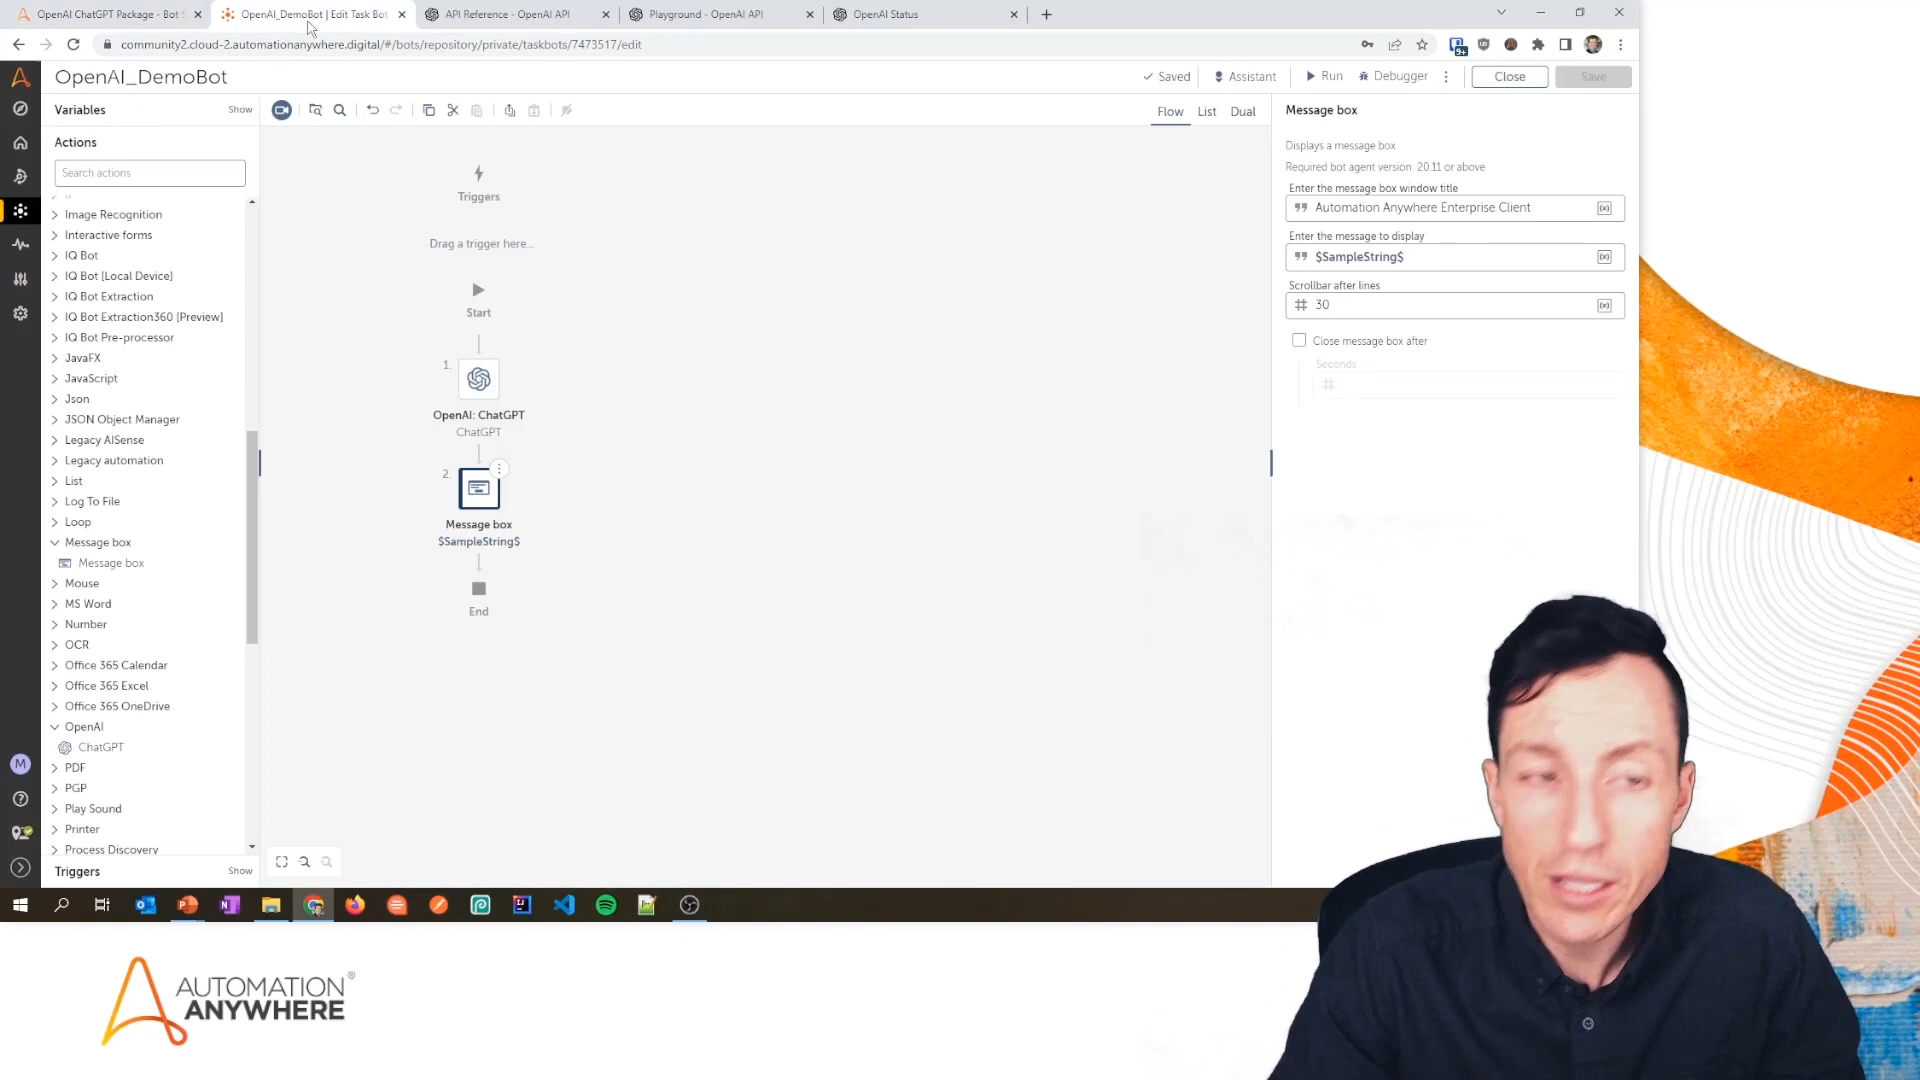 OpenAI ChatGPT Package - Bot S
OpenAI_DemoBot | Edit Task Bot
API Reference - OpenAI API
Playground - OpenAI API
OpenAI Status
community2.cloud-2.automationanywhere.digital/#/bots/repository/private/taskbots/7473517/edit
9+
OpenAI_DemoBot
Saved
Assistant
Run
Debugger
Close
Save
Variables
Show
Flow
List
Dual
Actions
Search actions
Image Recognition
Interactive forms
IQ Bot
IQ Bot [Local Device]
IQ Bot Extraction
IQ Bot Extraction360 [Preview]
IQ Bot Pre-processor
JavaFX
JavaScript
Json
JSON Object Manager
Legacy AISense
Legacy automation
List
Log To File
Loop
Message box
Message box
Mouse
MS Word
Number
OCR
Office 365 Calendar
Office 365 Excel
Office 365 OneDrive
OpenAI
ChatGPT
PDF
PGP
Play Sound
Printer
Process Discovery
Triggers
Show
M
Triggers
Drag a trigger here...
Start
1.
OpenAI: ChatGPT
ChatGPT
2.
Message box
$SampleString$
End
Message box
Displays a message box
Required bot agent version: 20.11 or above
Enter the message box window title
Automation Anywhere Enterprise Client
Enter the message to display
$SampleString$
Scrollbar after lines
30
Close message box after
Seconds
AUTOMATION
ANYWHERE®